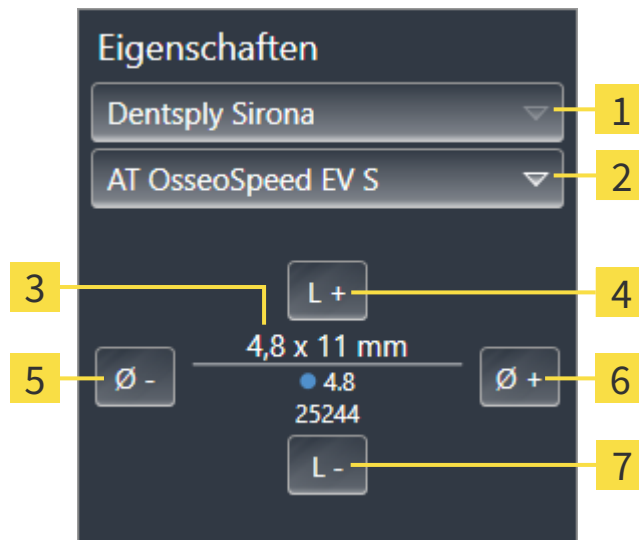 Eigenschaften
Dentsply Sirona
1
AT OsseoSpeed EV S
2
3
L +
4
4,8 x 11 mm
5
Ø -
4.8
Ø +
6
25244
L -
7